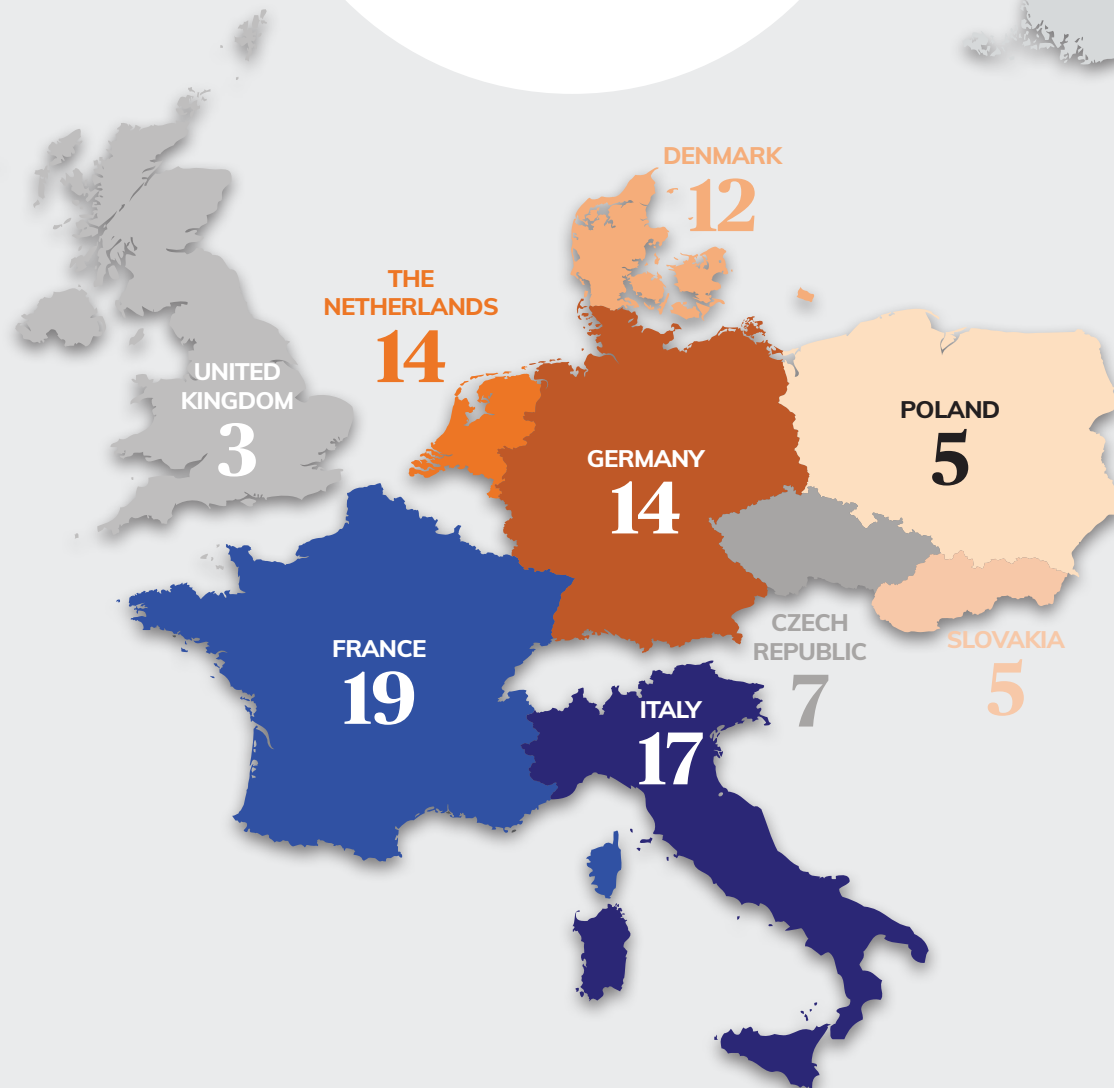 DENMARK
12
THE
NETHERLANDS
14
UNITED
KINGDOM
3
POLAND
5
GERMANY
14
CZECH
REPUBLIC
7
SLOVAKIA
5
FRANCE
19
ITALY
17